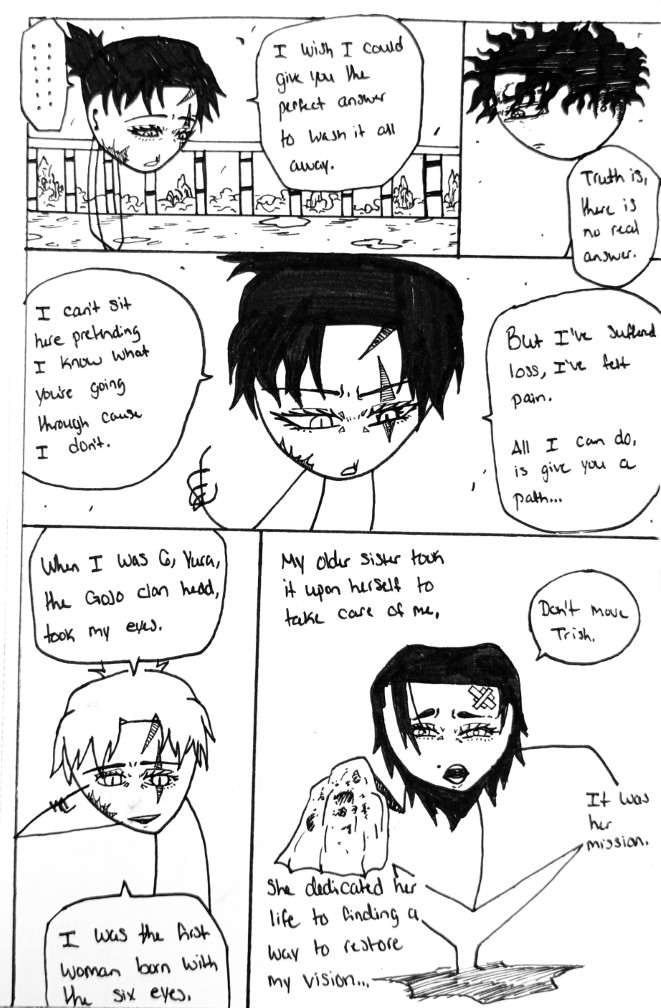 I wish I could
give you the
perfect answer
to wash it all
away.
Truth is,
there is
no real
answer.
I can't sit
here pretending
I know what
you're going
through cause
I don't.
But I've suffered
loss, I've felt
pain.
All I can do,
is give you a
path...
When I was 6, Yura,
the Gojo clan head,
took my eyes.
I was the first
woman born with
the six eyes.
My older sister took
it upon herself to
take care of me,
Don't move
Trish.
It was
her
mission.
She dedicated her
life to finding a
way to restore
my vision...